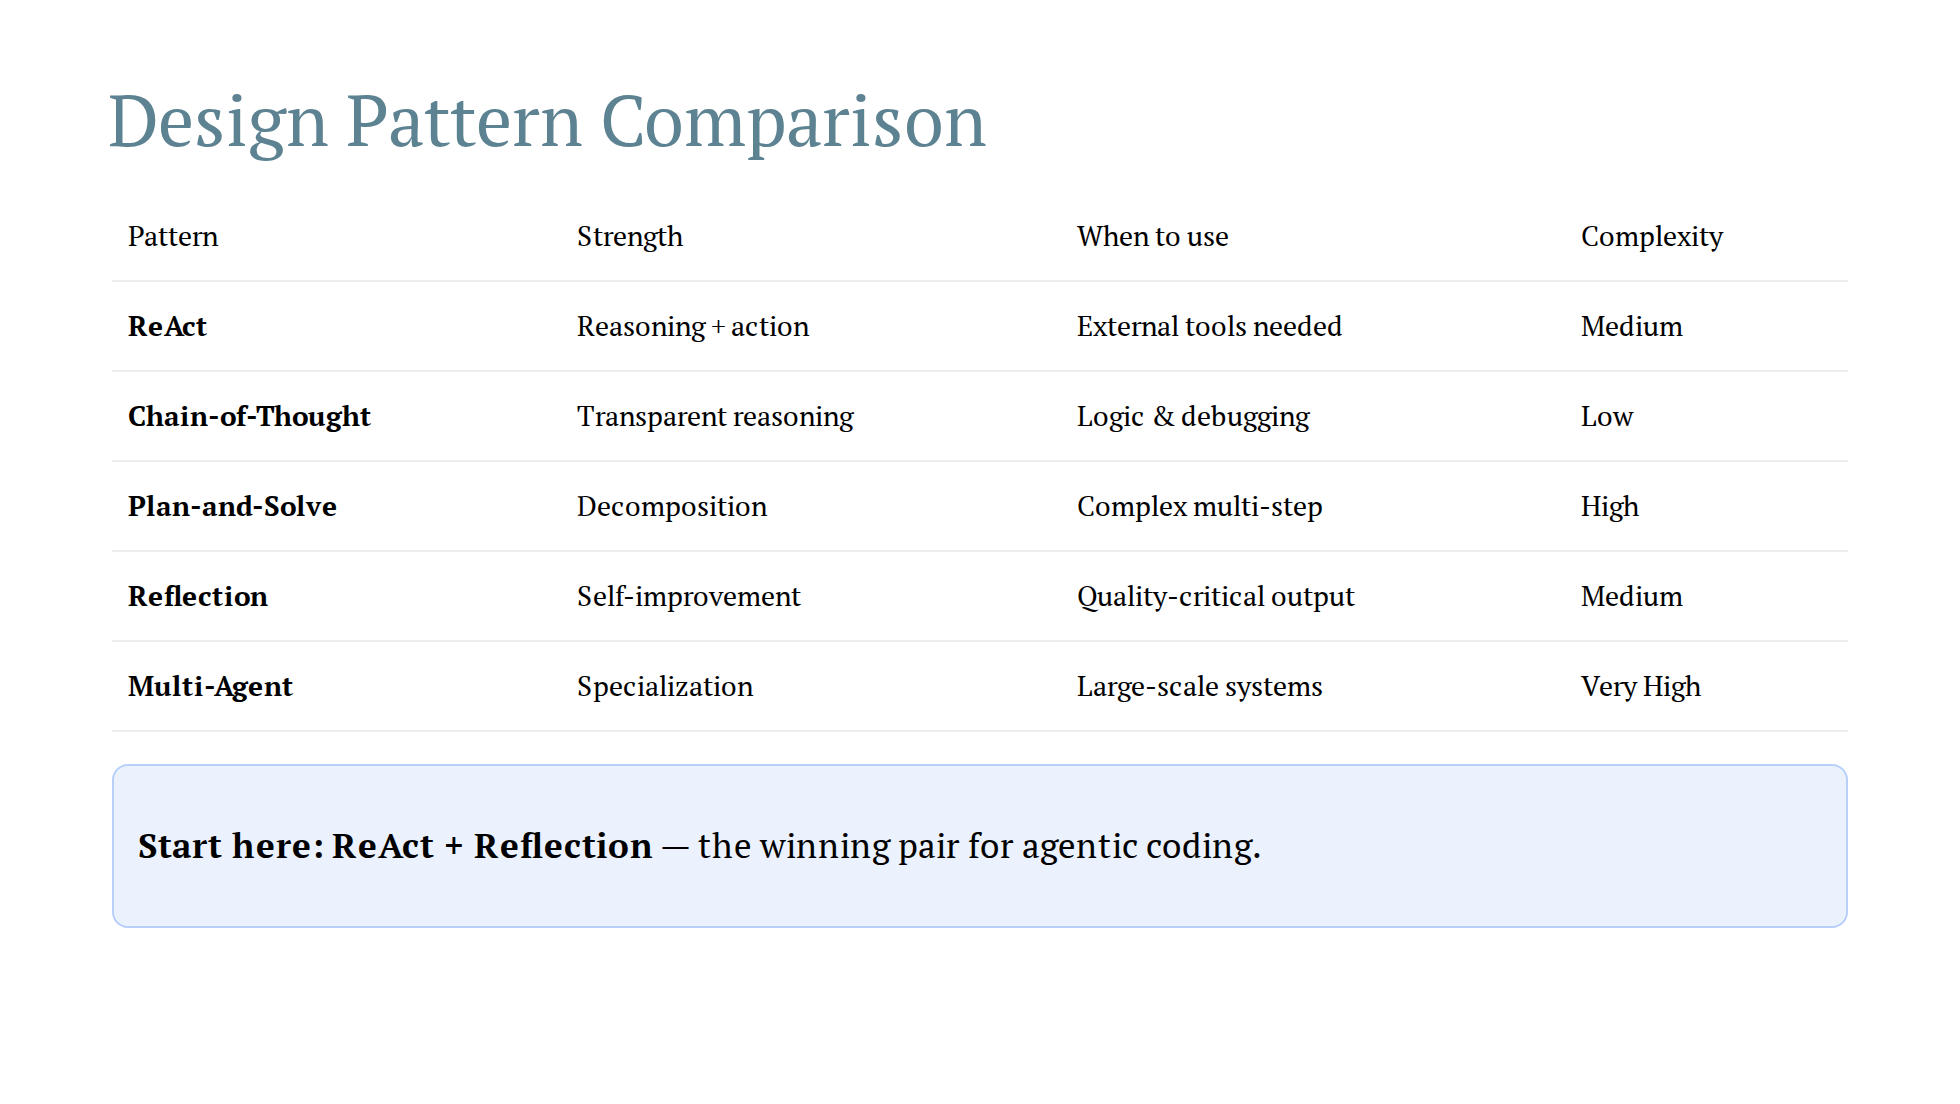 Design Pattern Comparison
Pattern Strength When to use Complexity
ReAct Reasoning + action External tools needed Medium
Chain-of-Thought Transparent reasoning Logic & debugging Low
Plan-and-Solve Decomposition Complex multi-step High
Reflection Self-improvement Quality-critical output Medium
Multi-Agent Specialization Large-scale systems Very High
Start here: ReAct + Reflection — the winning pair for agentic coding.